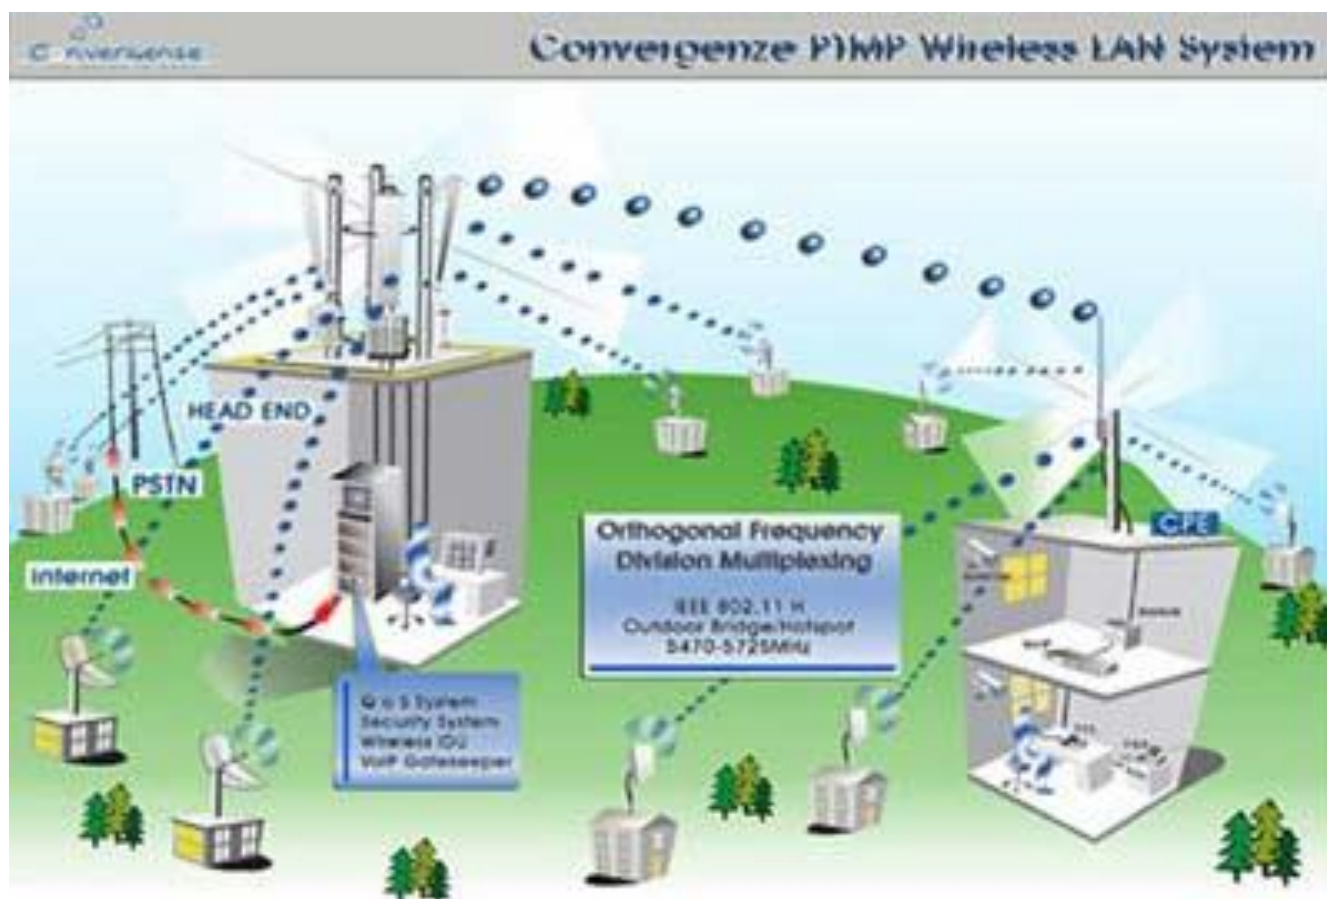 Convergenze
Convergenze PTMP Wireless LAN System
HEAD END
PSTN
Internet
Orthogonal Frequency
Division Multiplexing
IEEE 802.11 H
Outdoor Bridge/Hotspot
5470-5725MHz
CPE
Q o S System
Security System
Wireless IDU
VoIP Gatekeeper